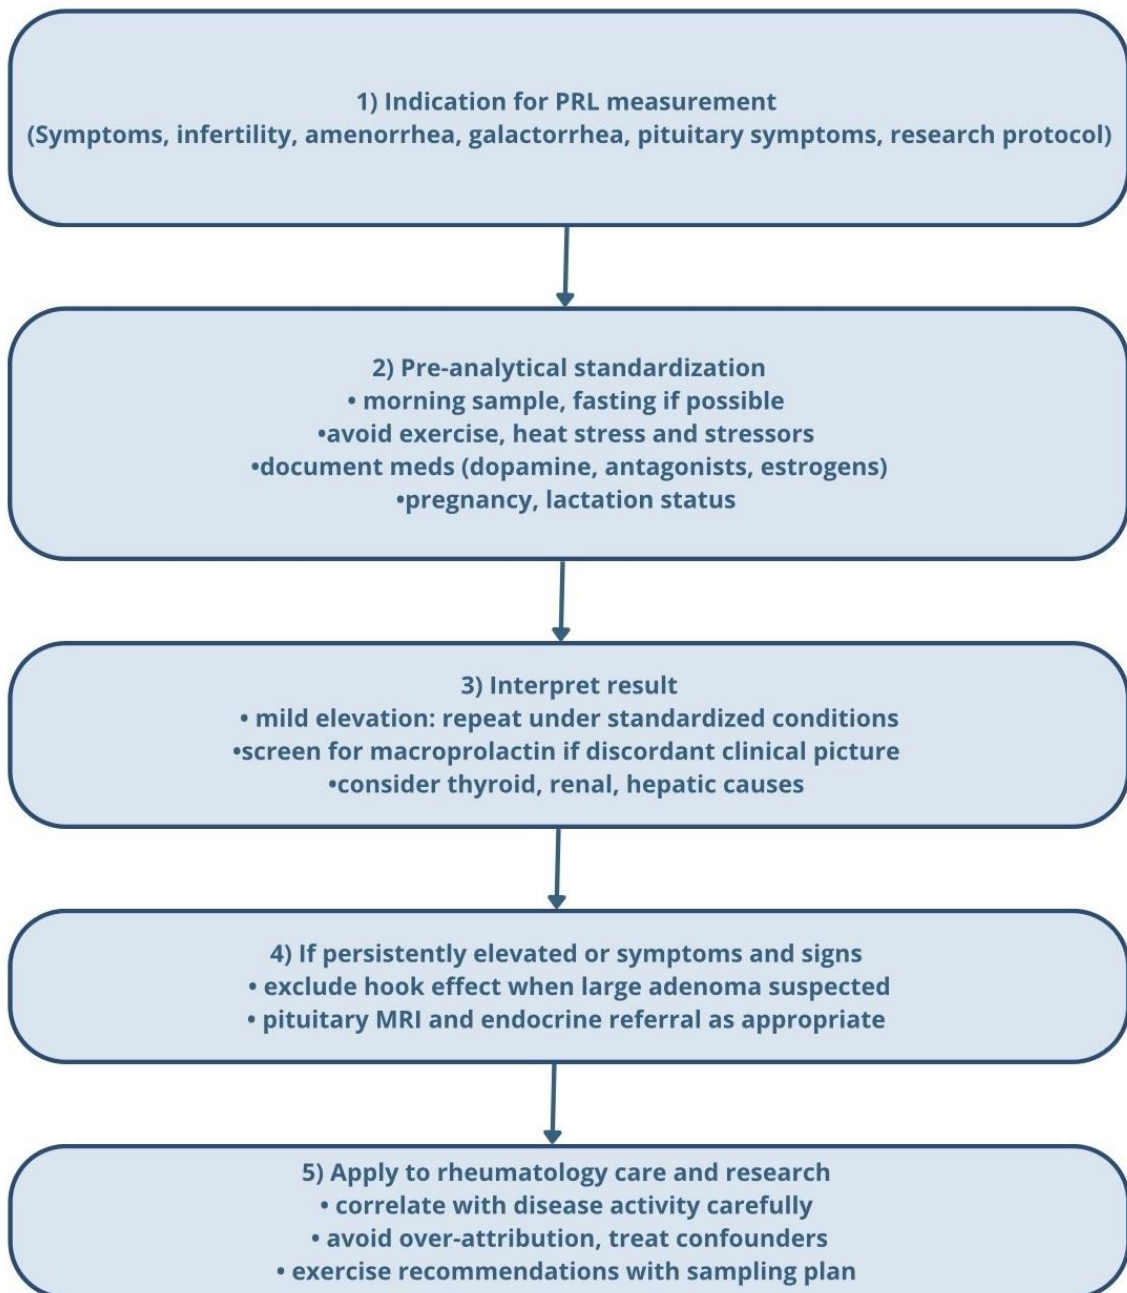 1) Indication for PRL measurement
(Symptoms, infertility, amenorrhea, galactorrhea, pituitary symptoms, research protocol)
2) Pre-analytical standardization
• morning sample, fasting if possible
•avoid exercise, heat stress and stressors
•document meds (dopamine, antagonists, estrogens)
•pregnancy, lactation status
3) Interpret result
• mild elevation: repeat under standardized conditions
•screen for macroprolactin if discordant clinical picture
•consider thyroid, renal, hepatic causes
4) If persistently elevated or symptoms and signs
• exclude hook effect when large adenoma suspected
• pituitary MRI and endocrine referral as appropriate
5) Apply to rheumatology care and research
• correlate with disease activity carefully
• avoid over-attribution, treat confounders
• exercise recommendations with sampling plan